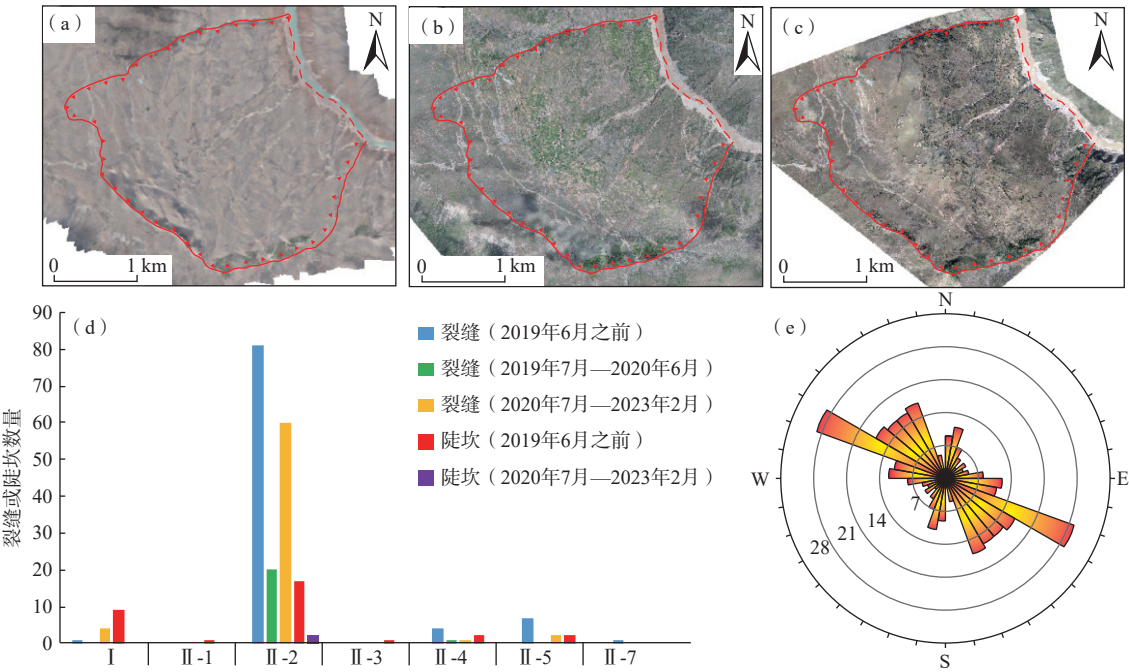 （a）
N
0
1 km
（b）
N
0
1 km
（c）
N
0
1 km
（d）
裂缝或陡坎数量
90
80
70
60
50
40
30
20
10
0
Ⅰ
Ⅱ-1
Ⅱ-2
Ⅱ-3
Ⅱ-4
Ⅱ-5
Ⅱ-7
裂缝（2019年6月之前）
裂缝（2019年7月—2020年6月）
裂缝（2020年7月—2023年2月）
陡坎（2019年6月之前）
陡坎（2020年7月—2023年2月）
（e）
N
W
E
S
7
14
21
28